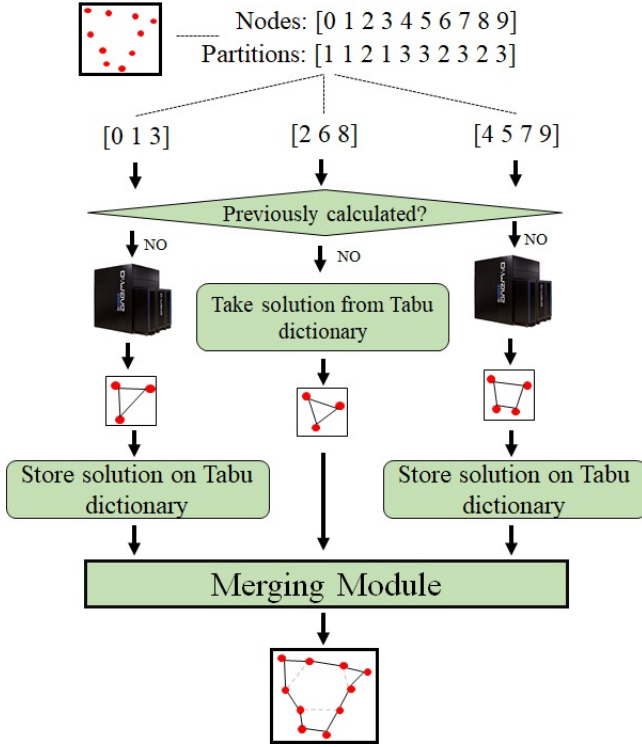 Nodes: [0 1 2 3 4 5 6 7 8 9]
Partitions: [1 1 2 1 3 3 2 3 2 3]
[0 1 3]
[2 6 8]
[4 5 7 9]
Previously calculated?
NO
NO
NO
Take solution from Tabu
dictionary
Store solution on Tabu
dictionary
Store solution on Tabu
dictionary
Merging Module